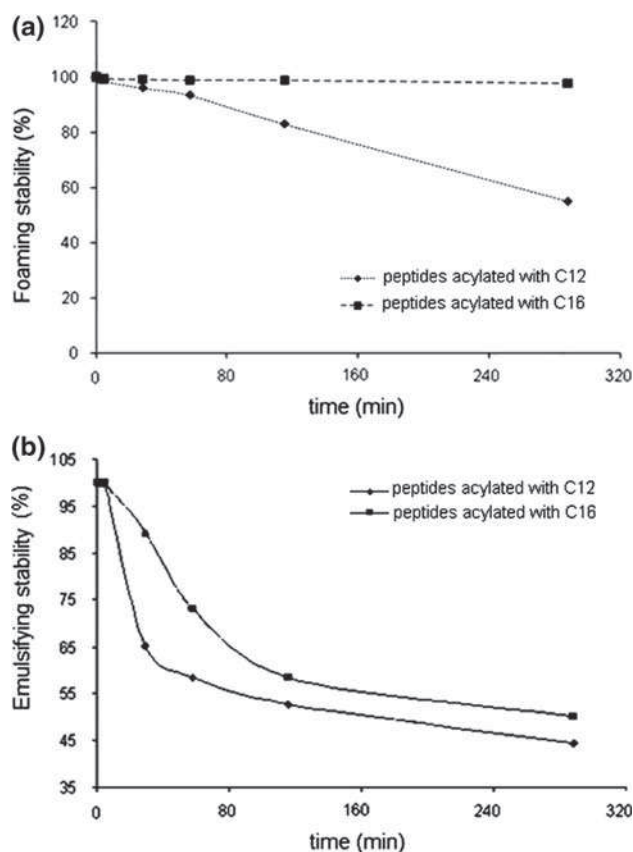 (a)
120
100
80
60
40
20
0
Foaming stability (%)
peptides acylated with C12
peptides acylated with C16
0 80 160 240 320
time (min)
(b)
105
95
85
75
65
55
45
35
Emulsifying stability (%)
peptides acylated with C12
peptides acylated with C16
0 80 160 240 320
time (min)